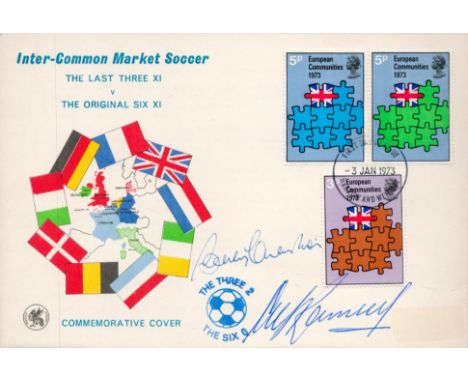 Inter-Common Market Soccer
THE LAST THREE XI
v
THE ORIGINAL SIX XI
5p
European
Communities
1973
5p
European
Communities
1973
-3 JAN 1973
3
European
Communities
1973
THE THREE 2
THE SIX 0
COMMEMORATIVE COVER